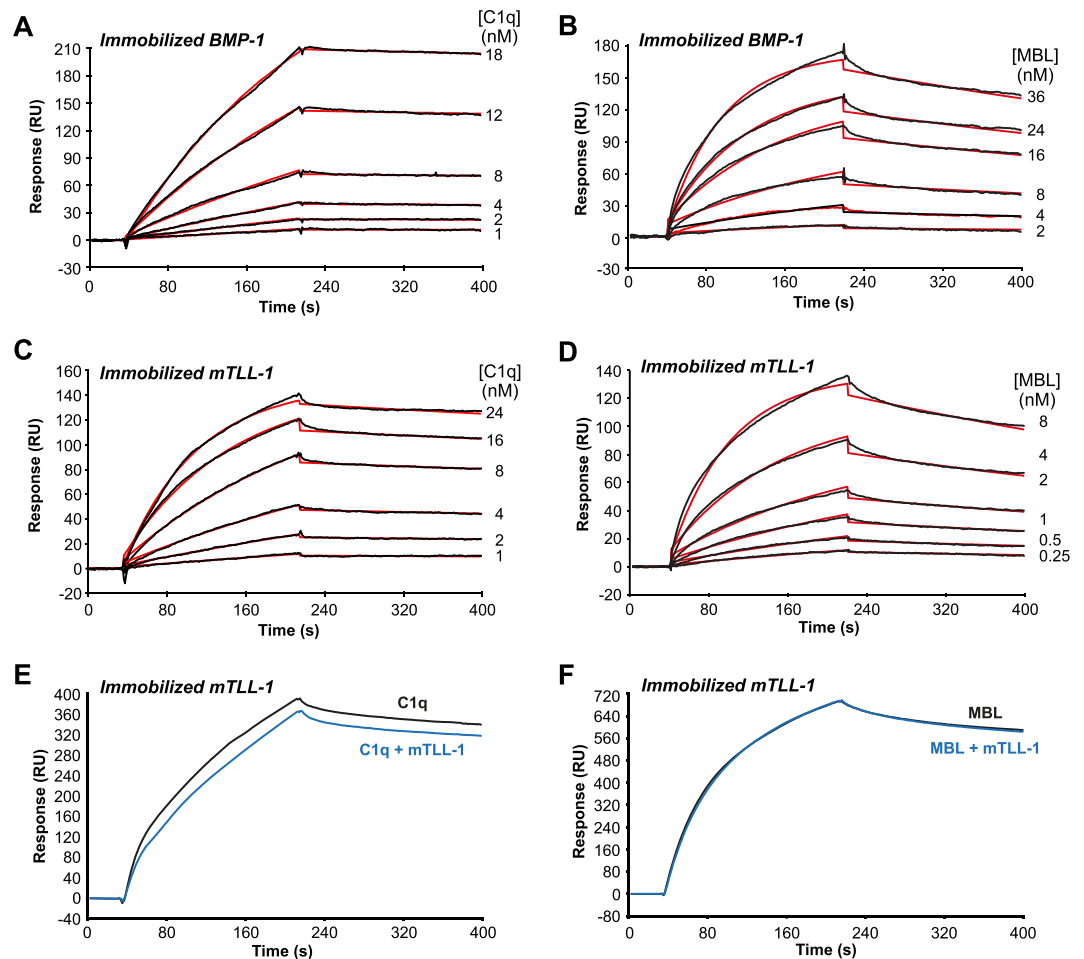 A
Immobilized BMP-1
[C1q]
(nM)
210
180
150
120
90
60
30
0
-30
Response (RU)
18
12
8
4
2
1
0 80 160 240 320 400
Time (s)
B
Immobilized BMP-1
[MBL]
(nM)
180
150
120
90
60
30
0
-30
Response (RU)
36
24
16
8
4
2
0 80 160 240 320 400
Time (s)
C
Immobilized mTLL-1
[C1q]
(nM)
160
140
120
100
80
60
40
20
0
-20
Response (RU)
24
16
8
4
2
1
0 80 160 240 320 400
Time (s)
D
Immobilized mTLL-1
[MBL]
(nM)
140
120
100
80
60
40
20
0
-20
Response (RU)
8
4
2
1
0.5
0.25
0 80 160 240 320 400
Time (s)
E
Immobilized mTLL-1
400
360
320
280
240
200
160
120
80
40
0
-40
Response (RU)
C1q
C1q + mTLL-1
0 80 160 240 320 400
Time (s)
F
Immobilized mTLL-1
720
640
560
480
400
320
240
160
80
0
-80
Response (RU)
MBL
MBL + mTLL-1
0 80 160 240 320 400
Time (s)